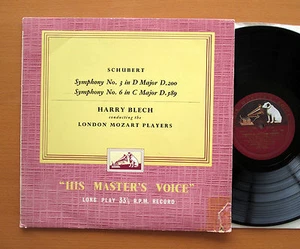 SCHUBERT
Symphony No. 3 in D Major D.200
Symphony No. 6 in C Major D.589
HARRY BLECH
conducting the
LONDON MOZART PLAYERS
"HIS MASTER'S VOICE"
LONG PLAY 33⅓ R.P.M. RECORD